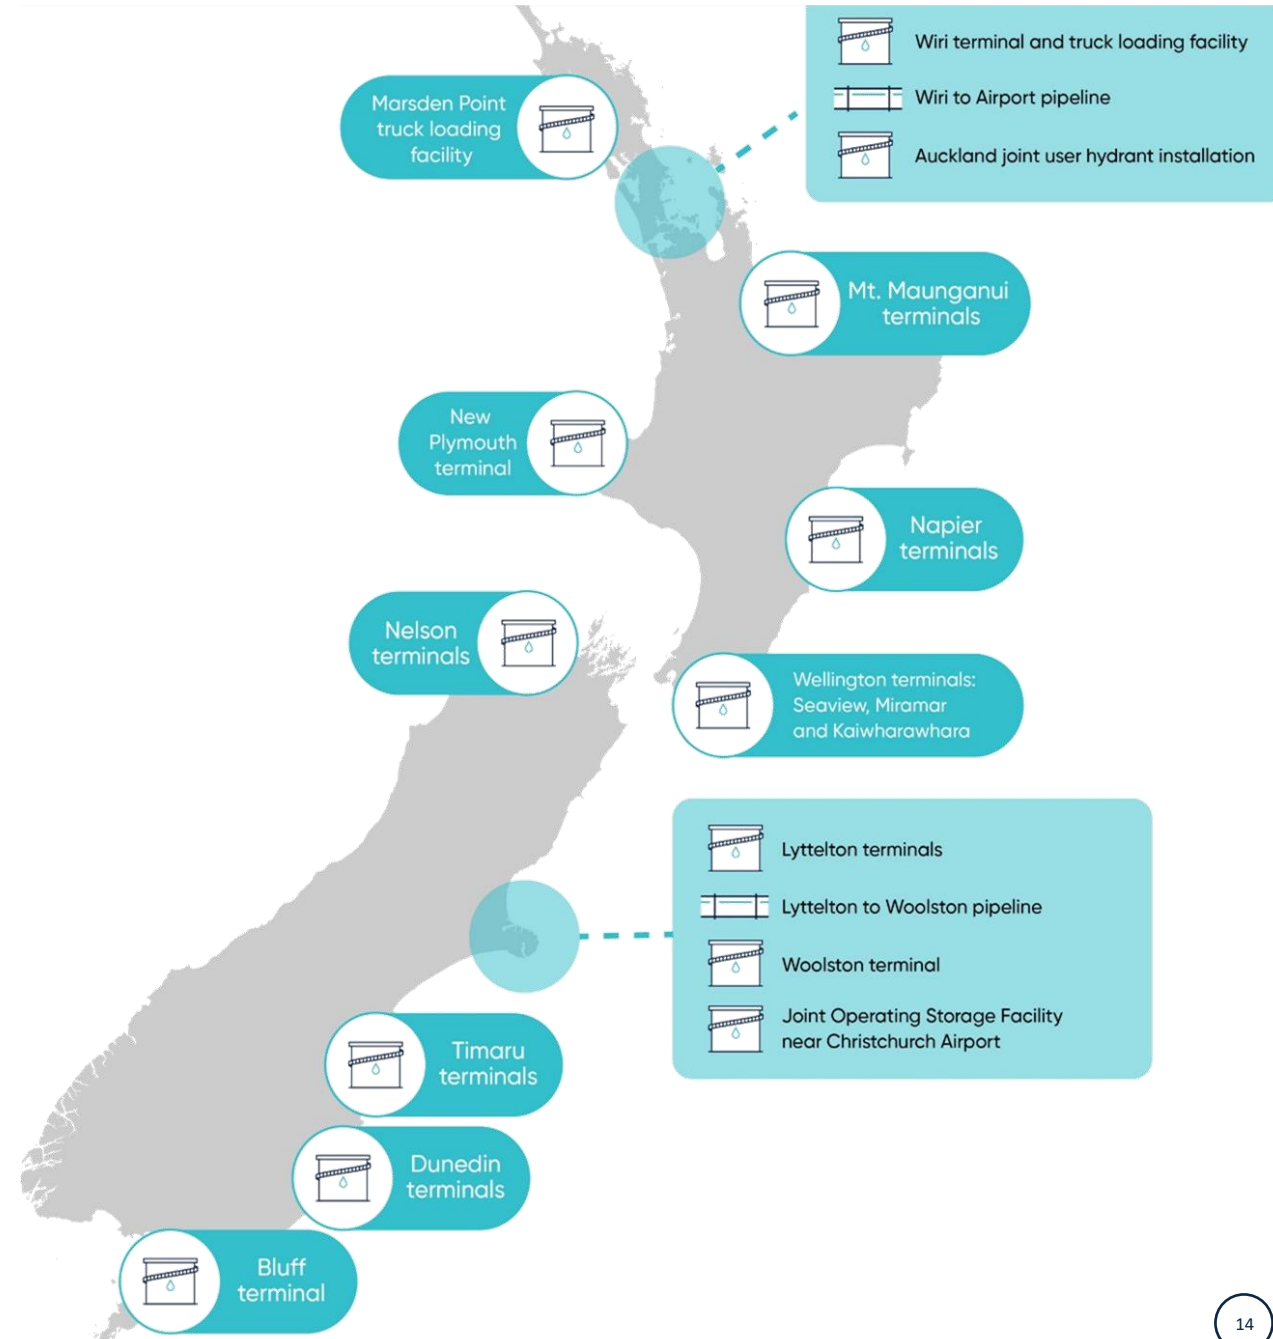 Wiri terminal and truck loading facility
Wiri to Airport pipeline
Auckland joint user hydrant installation
Marsden Point
truck loading
facility
Mt. Maunganui
terminals
New
Plymouth
terminal
Napier
terminals
Nelson
terminals
Wellington terminals:
Seaview, Miramar
and Kaiwharawhara
Lyttelton terminals
Lyttelton to Woolston pipeline
Woolston terminal
Joint Operating Storage Facility
near Christchurch Airport
Timaru
terminals
Dunedin
terminals
Bluff
terminal
14